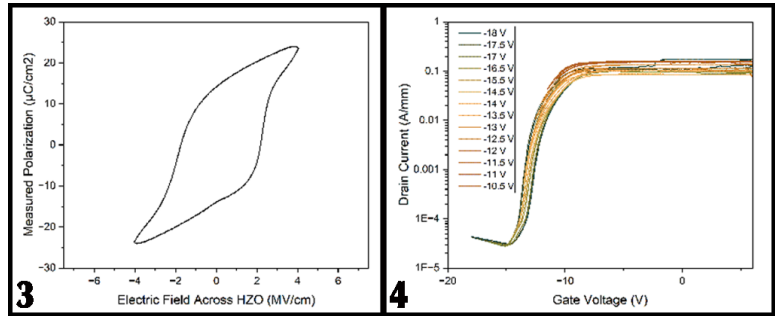 30
20
10
0
-10
-20
-30
-6
-4
-2
0
2
4
6
Measured Polarization (µC/cm2)
Electric Field Across HZO (MV/cm)
3
-18 V
-17.5 V
-17 V
-16.5 V
-15.5 V
-14.5 V
-14 V
-13.5 V
-13 V
-12.5 V
-12 V
-11.5 V
-11 V
-10.5 V
1
0.1
0.01
0.001
1E-4
1E-5
-20
-10
0
Drain Current (A/mm)
Gate Voltage (V)
4